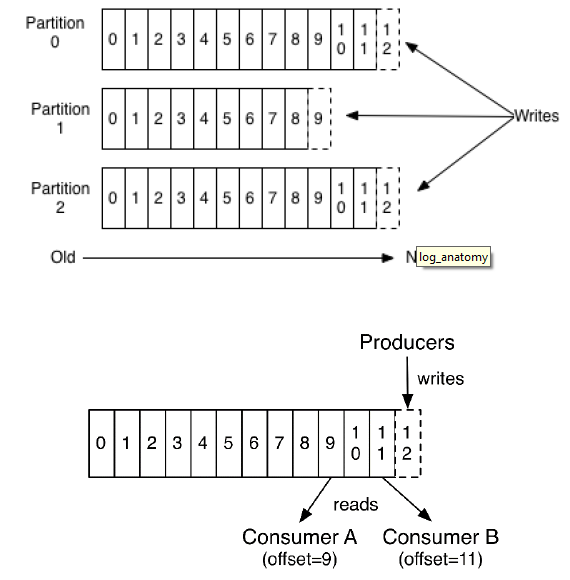 Partition 0
0 1 2 3 4 5 6 7 8 9 10 11 12
Partition 1
0 1 2 3 4 5 6 7 8 9
Writes
Partition 2
0 1 2 3 4 5 6 7 8 9 10 11 12
Old
log_anatomy
Producers
writes
0 1 2 3 4 5 6 7 8 9 10 11 12
reads
Consumer A
(offset=9)
Consumer B
(offset=11)